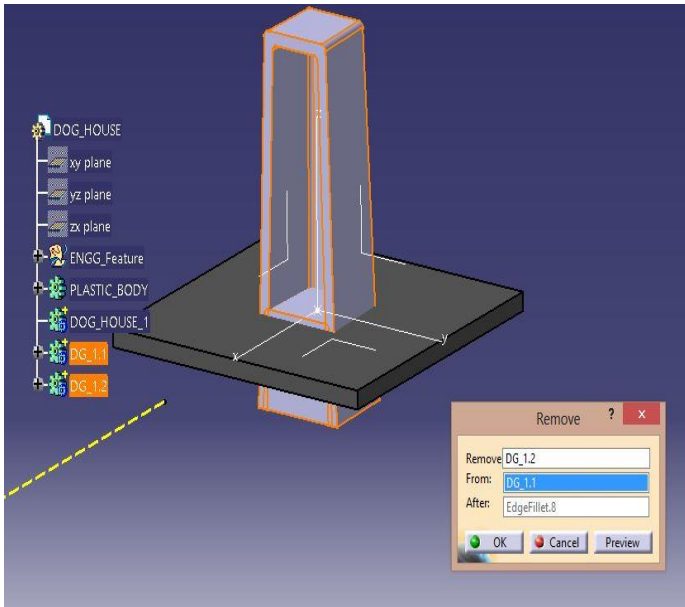 DOG_HOUSE
xy plane
yz plane
zx plane
ENGG_Feature
PLASTIC_BODY
DOG_HOUSE_1
DG_1.1
DG_1.2
z
x
y
Remove ? x
Remove DG_1.2
From: DG_1.1
After: EdgeFillet.8
OK Cancel Preview